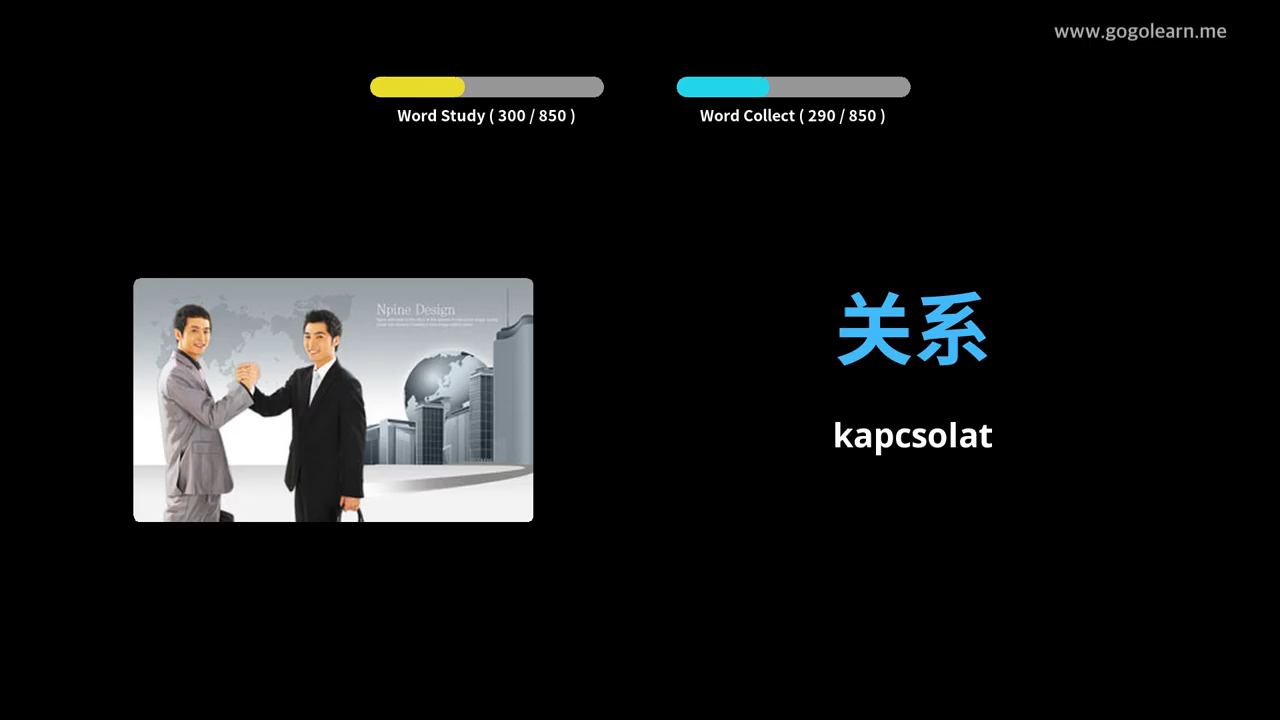 www.gogolearn.me
Word Study ( 300 / 850 )
Word Collect ( 290 / 850 )
Npine Design
关系
kapcsolat